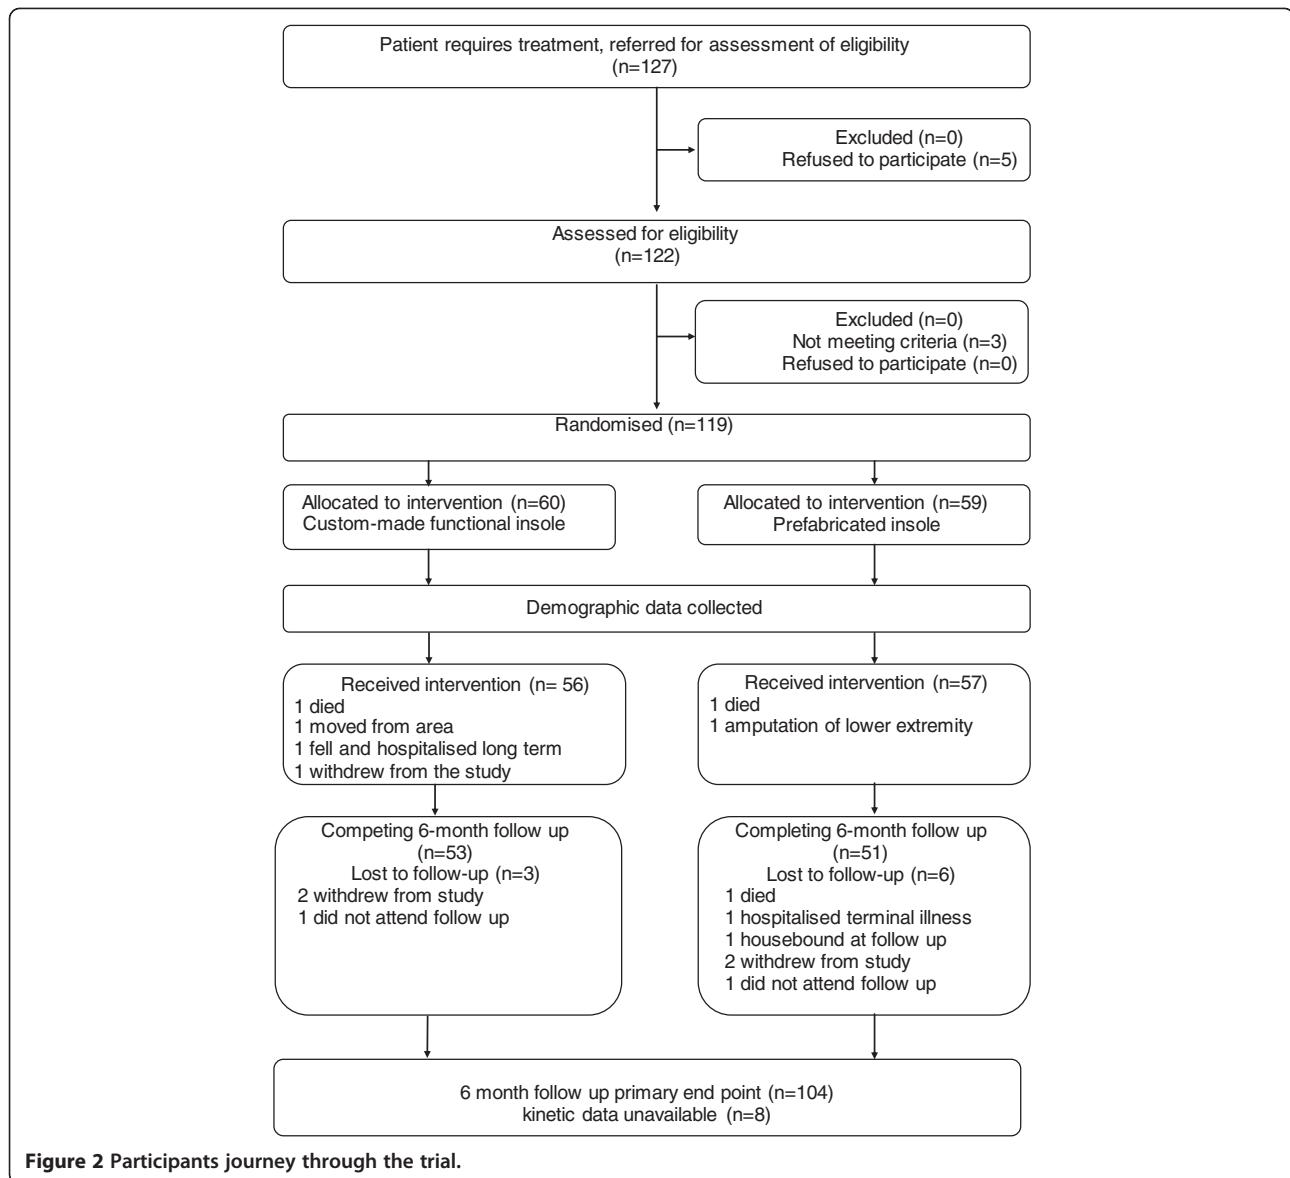 Patient requires treatment, referred for assessment of eligibility
(n=127)
Excluded (n=0)
Refused to participate (n=5)
Assessed for eligibility
(n=122)
Excluded (n=0)
Not meeting criteria (n=3)
Refused to participate (n=0)
Randomised (n=119)
Allocated to intervention (n=60)
Custom-made functional insole
Allocated to intervention (n=59)
Prefabricated insole
Demographic data collected
Received intervention (n= 56)
1 died
1 moved from area
1 fell and hospitalised long term
1 withdrew from the study
Received intervention (n=57)
1 died
1 amputation of lower extremity
Competing 6-month follow up
(n=53)
Lost to follow-up (n=3)
2 withdrew from study
1 did not attend follow up
Completing 6-month follow up
(n=51)
Lost to follow-up (n=6)
1 died
1 hospitalised terminal illness
1 housebound at follow up
2 withdrew from study
1 did not attend follow up
6 month follow up primary end point (n=104)
kinetic data unavailable (n=8)
Figure 2 Participants journey through the trial.